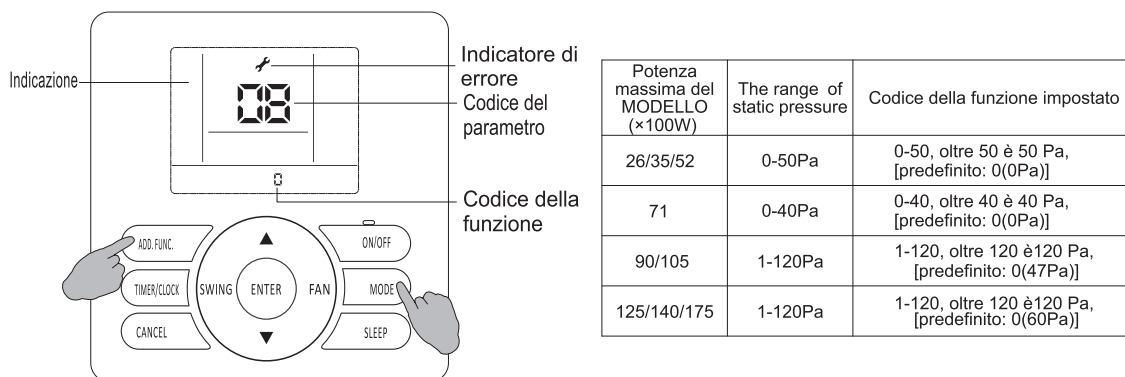 Indicazione
Indicatore di
errore
08
Codice del
parametro
0
Codice della
funzione
ADD. FUNC.
ON/OFF
TIMER/CLOCK
SWING
ENTER
FAN
MODE
CANCEL
SLEEP
Potenza
massima del
MODELLO
(×100W)
The range of
static pressure
Codice della funzione impostato
26/35/52
0-50Pa
0-50, oltre 50 è 50 Pa,
[predefinito: 0(0Pa)]
71
0-40Pa
0-40, oltre 40 è 40 Pa,
[predefinito: 0(0Pa)]
90/105
1-120Pa
1-120, oltre 120 è120 Pa,
[predefinito: 0(47Pa)]
125/140/175
1-120Pa
1-120, oltre 120 è120 Pa,
[predefinito: 0(60Pa)]